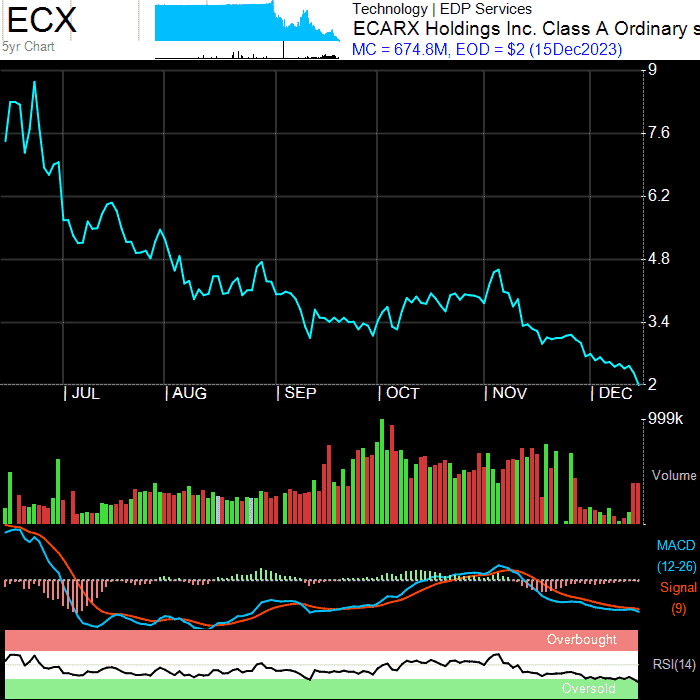 ECX
5yr Chart
Technology | EDP Services
ECARX Holdings Inc. Class A Ordinary s
MC = 674.8M, EOD = $2 (15Dec2023)
9
7.6
6.2
4.8
3.4
2
| JUL | AUG | SEP | OCT | NOV | DEC
999k
Volume
MACD
(12-26)
Signal
(9)
Overbought
RSI(14)
Oversold